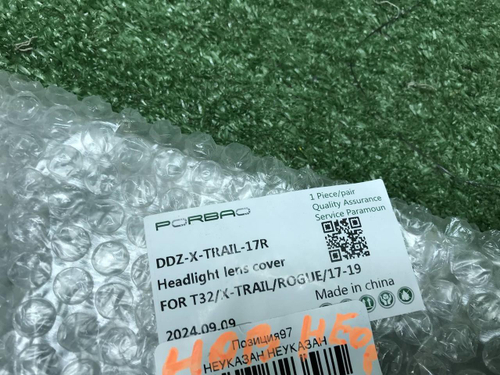 PORBAO
1 Piece/pair
Quality Assurance
Service Paramoun
DDZ-X-TRAIL-17R
Headlight lens cover
FOR T32/X-TRAIL/ROGUE/17-19
Made in china
2024.09.09
Позиция97
НЕУКАЗАН НЕУКАЗАН